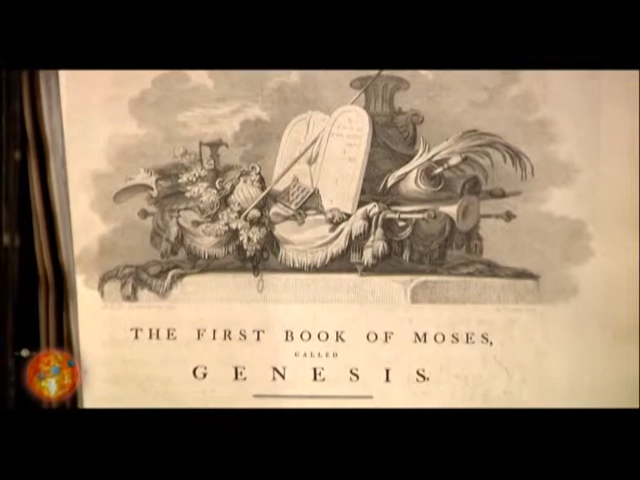 THE FIRST BOOK OF MOSES,
CALLED
GENESIS.